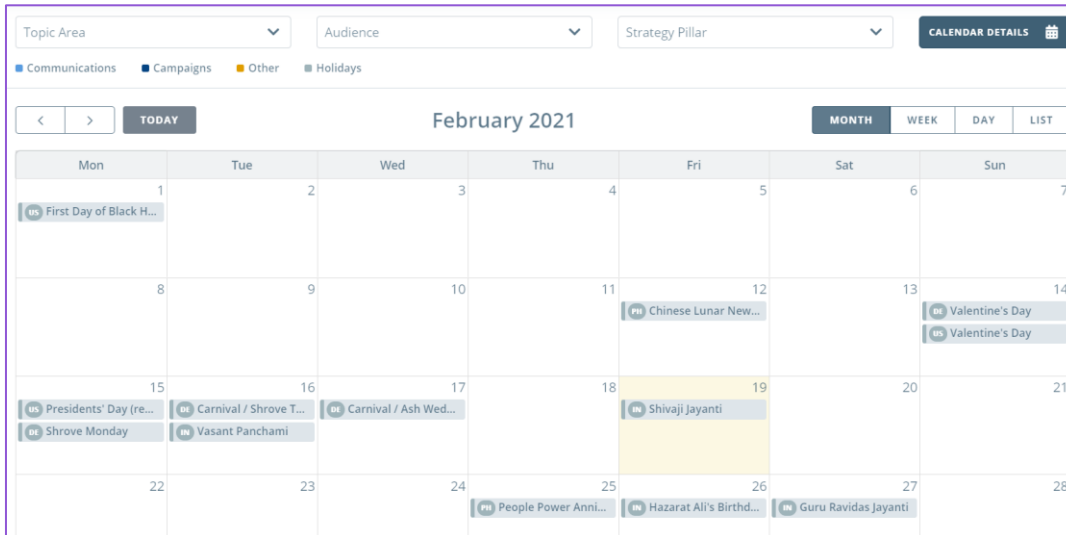 Topic Area Audience Strategy Pillar CALENDAR DETAILS
Communications Campaigns Other Holidays
TODAY February 2021 MONTH WEEK DAY LIST
Mon Tue Wed Thu Fri Sat Sun
1 2 3 4 5 6 7
US First Day of Black H...
8 9 10 11 12 13 14
PH Chinese Lunar New... DE Valentine's Day
US Valentine's Day
15 16 17 18 19 20 21
US Presidents' Day (re... DE Carnival / Shrove T... DE Carnival / Ash Wed... IN Shivaji Jayanti
DE Shrove Monday IN Vasant Panchami
22 23 24 25 26 27 28
PH People Power Anni... IN Hazarat Ali's Birthd... IN Guru Ravidas Jayanti